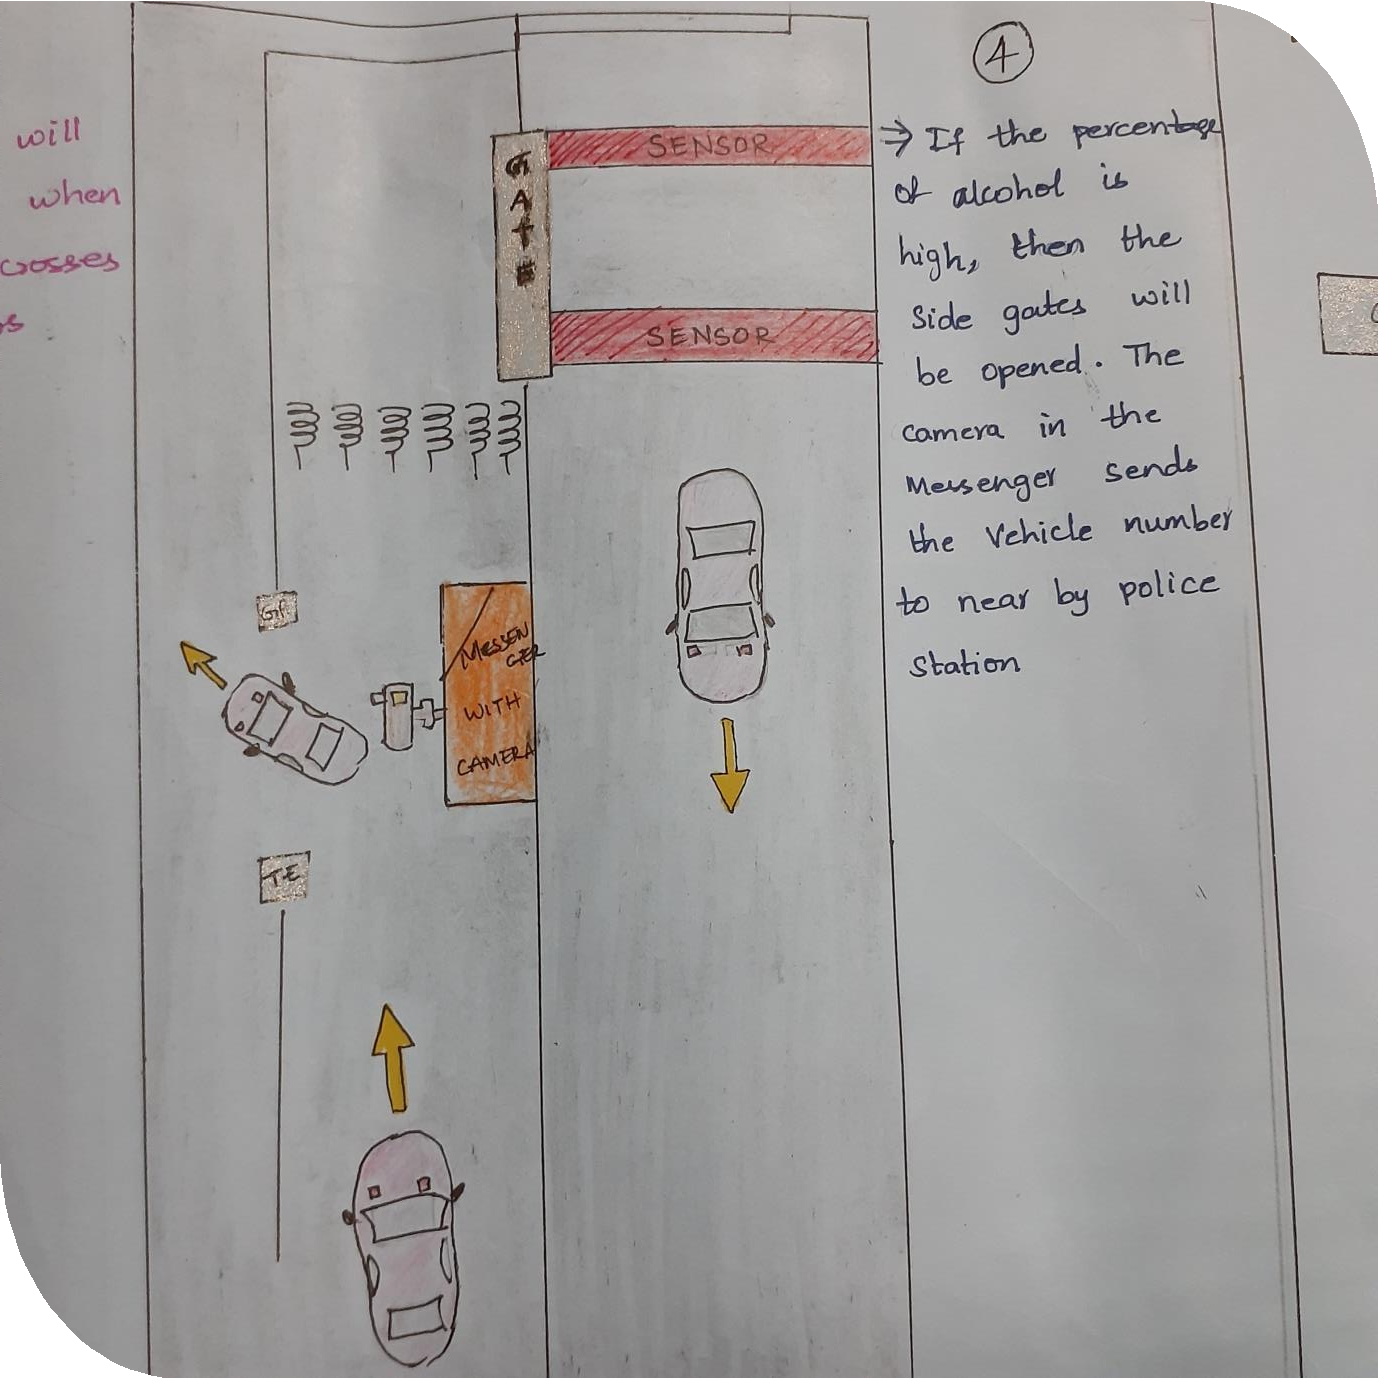 will
when
crosses
4
⇒ If the percentage
of alcohol is
high, then the
Side gates will
be opened. The
camera in the
Messenger sends
the Vehicle number
to near by police
Station
SENSOR
GATE
SENSOR
MESSEN
GER
WITH
CAMERA
TE